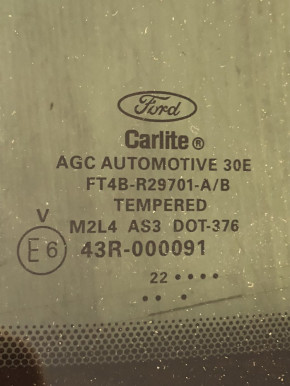 Ford
Carlite ®
AGC AUTOMOTIVE 30E
FT4B-R29701-A/B
TEMPERED
M2L4 AS3 DOT-376
V
E6 43R-000091
22 ••••
•• •